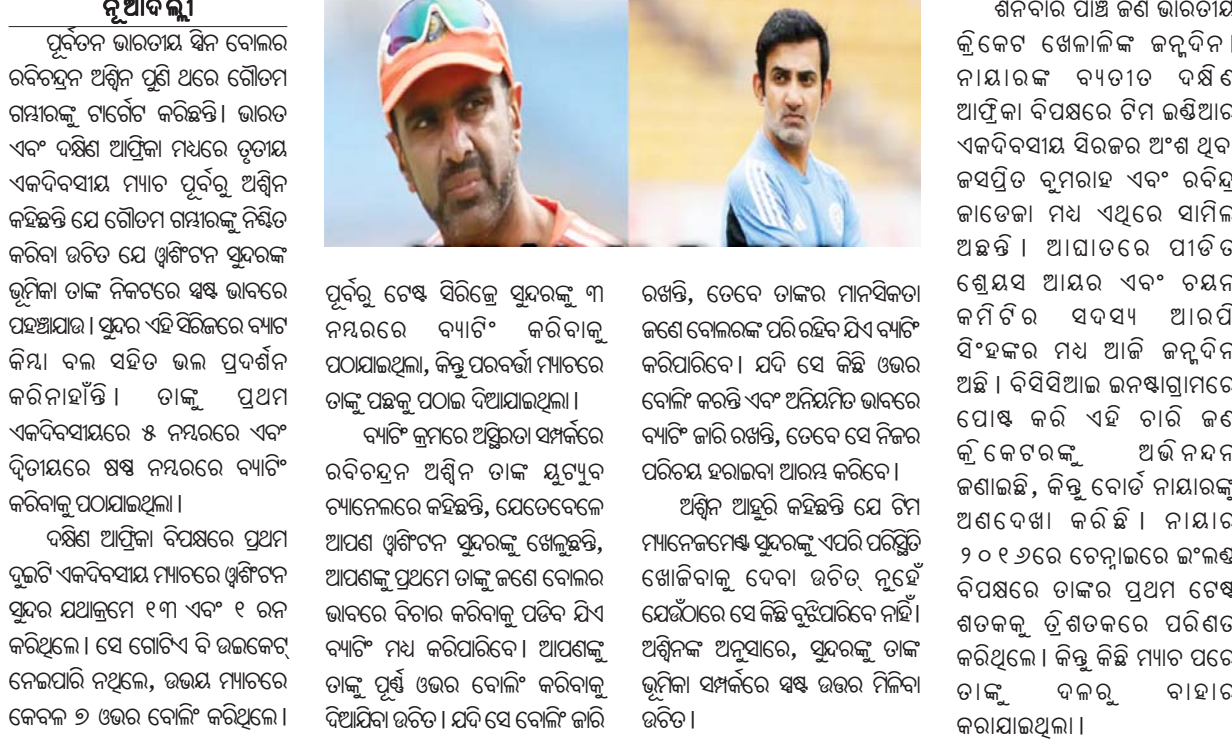 ନୂଆଦିଲ୍ଲୀ
ପୂର୍ବତନ ଭାରତୀୟ ସ୍ପିନ ବୋଲର
ରବିଚନ୍ଦ୍ରନ ଅଶ୍ୱିନ ପୁଣି ଥରେ ଗୌତମ
ଗମ୍ଭୀରଙ୍କୁ ଟାର୍ଗେଟ କରିଛନ୍ତି। ଭାରତ
ଏବଂ ଦକ୍ଷିଣ ଆଫ୍ରିକା ମଧ୍ୟରେ ତୃତୀୟ
ଏକଦିବସୀୟ ମ୍ୟାଚ ପୂର୍ବରୁ ଅଶ୍ୱିନ
କହିଛନ୍ତି ଯେ ଗୌତମ ଗମ୍ଭୀରଙ୍କୁ ନିଶ୍ଚିତ
କରିବା ଉଚିତ ଯେ ୱାଶିଂଟନ ସୁନ୍ଦରଙ୍କ
ଭୂମିକା ତାଙ୍କ ନିକଟରେ ସ୍ପଷ୍ଟ ଭାବରେ
ପହଞ୍ଚାଯାଉ। ସୁନ୍ଦର ଏହି ସିରିଜରେ ବ୍ୟାଟ
କିମ୍ବା ବଲ ସହିତ ଭଲ ପ୍ରଦର୍ଶନ
କରିନାହାଁନ୍ତି। ତାଙ୍କୁ ପ୍ରଥମ
ଏକଦିବସୀୟରେ ୫ ନମ୍ବରରେ ଏବଂ
ଦ୍ୱିତୀୟରେ ଷଷ୍ଠ ନମ୍ବରରେ ବ୍ୟାଟିଂ
କରିବାକୁ ପଠାଯାଇଥିଲା।
ଦକ୍ଷିଣ ଆଫ୍ରିକା ବିପକ୍ଷରେ ପ୍ରଥମ
ଦୁଇଟି ଏକଦିବସୀୟ ମ୍ୟାଚରେ ୱାଶିଂଟନ
ସୁନ୍ଦର ଯଥାକ୍ରମେ ୧୩ ଏବଂ ୧ ରନ
କରିଥିଲେ। ସେ ଗୋଟିଏ ବି ଉଇକେଟ୍
ନେଇପାରି ନଥିଲେ, ଉଭୟ ମ୍ୟାଚରେ
କେବଳ ୭ ଓଭର ବୋଲିଂ କରିଥିଲେ।
ପୂର୍ବରୁ ଟେଷ୍ଟ ସିରିଜ୍ରେ ସୁନ୍ଦରଙ୍କୁ ୩
ନମ୍ବରରେ ବ୍ୟାଟିଂ କରିବାକୁ
ପଠାଯାଇଥିଲା, କିନ୍ତୁ ପରବର୍ତ୍ତୀ ମ୍ୟାଚରେ
ତାଙ୍କୁ ପଛକୁ ପଠାଇ ଦିଆଯାଇଥିଲା।
ବ୍ୟାଟିଂ କ୍ରମରେ ଅସ୍ଥିରତା ସମ୍ପର୍କରେ
ରବିଚନ୍ଦ୍ରନ ଅଶ୍ୱିନ ତାଙ୍କ ୟୁଟ୍ୟୁବ
ଚ୍ୟାନେଲରେ କହିଛନ୍ତି, ଯେତେବେଳେ
ଆପଣ ୱାଶିଂଟନ ସୁନ୍ଦରଙ୍କୁ ଖେଳୁଛନ୍ତି,
ଆପଣଙ୍କୁ ପ୍ରଥମେ ତାଙ୍କୁ ଜଣେ ବୋଲର
ଭାବରେ ବିଚାର କରିବାକୁ ପଡିବ ଯିଏ
ବ୍ୟାଟିଂ ମଧ୍ୟ କରିପାରିବେ। ଆପଣଙ୍କୁ
ତାଙ୍କୁ ପୂର୍ଣ୍ଣ ଓଭର ବୋଲିଂ କରିବାକୁ
ଦିଆଯିବା ଉଚିତ। ଯଦି ସେ ବୋଲିଂ ଜାରି
ରଖନ୍ତି, ତେବେ ତାଙ୍କର ମାନସିକତା
ଜଣେ ବୋଲରଙ୍କ ପରି ରହିବ ଯିଏ ବ୍ୟାଟିଂ
କରିପାରିବେ। ଯଦି ସେ କିଛି ଓଭର
ବୋଲିଂ କରନ୍ତି ଏବଂ ଅନିୟମିତ ଭାବରେ
ବ୍ୟାଟିଂ ଜାରି ରଖନ୍ତି, ତେବେ ସେ ନିଜର
ପରିଚୟ ହରାଇବା ଆରମ୍ଭ କରିବେ।
ଅଶ୍ୱିନ ଆହୁରି କହିଛନ୍ତି ଯେ ଟିମ
ମ୍ୟାନେଜମେଣ୍ଟ ସୁନ୍ଦରଙ୍କୁ ଏପରି ପରିସ୍ଥିତି
ଖୋଜିବାକୁ ଦେବା ଉଚିତ୍ ନୁହେଁ
ଯେଉଁଠାରେ ସେ କିଛି ବୁଝିପାରିବେ ନାହିଁ।
ଅଶ୍ୱିନଙ୍କ ଅନୁସାରେ, ସୁନ୍ଦରଙ୍କୁ ତାଙ୍କ
ଭୂମିକା ସମ୍ପର୍କରେ ସ୍ପଷ୍ଟ ଉତ୍ତର ମିଳିବା
ଉଚିତ।
ଶନିବାର ପାଞ୍ଚ ଜଣ ଭାରତୀୟ
କ୍ରିକେଟ ଖେଳାଳିଙ୍କ ଜନ୍ମଦିନ।
ନାୟାରଙ୍କ ବ୍ୟତୀତ ଦକ୍ଷିଣ
ଆଫ୍ରିକା ବିପକ୍ଷରେ ଟିମ ଇଣ୍ଡିଆର
ଏକଦିବସୀୟ ସିରଜର ଅଂଶ ଥିବା
ଜସପ୍ରିତ ବୁମରାହ ଏବଂ ରବିନ୍ଦ୍ର
ଜାଡେଜା ମଧ୍ୟ ଏଥିରେ ସାମିଲ
ଅଛନ୍ତି। ଆଘାତରେ ପୀଡିତ
ଶ୍ରେୟସ ଆୟର ଏବଂ ଚୟନ
କମିଟିର ସଦସ୍ୟ ଆରପି
ସିଂହଙ୍କର ମଧ୍ୟ ଆଜି ଜନ୍ମଦିନ
ଅଛି। ବିସିସିଆଇ ଇନଷ୍ଟାଗ୍ରାମରେ
ପୋଷ୍ଟ କରି ଏହି ଚାରି ଜଣ
କ୍ରିକେଟରଙ୍କୁ ଅଭିନନ୍ଦନ
ଜଣାଇଛି, କିନ୍ତୁ ବୋର୍ଡ ନାୟାରଙ୍କୁ
ଅଣଦେଖା କରିଛି। ନାୟାର
୨୦୧୬ରେ ଚେନ୍ନାଇରେ ଇଂଲଣ୍ଡ
ବିପକ୍ଷରେ ତାଙ୍କର ପ୍ରଥମ ଟେଷ୍ଟ
ଶତକକୁ ତ୍ରିଶତକରେ ପରିଣତ
କରିଥିଲେ। କିନ୍ତୁ କିଛି ମ୍ୟାଚ ପରେ
ତାଙ୍କୁ ଦଳରୁ ବାହାର
କରାଯାଇଥିଲା।